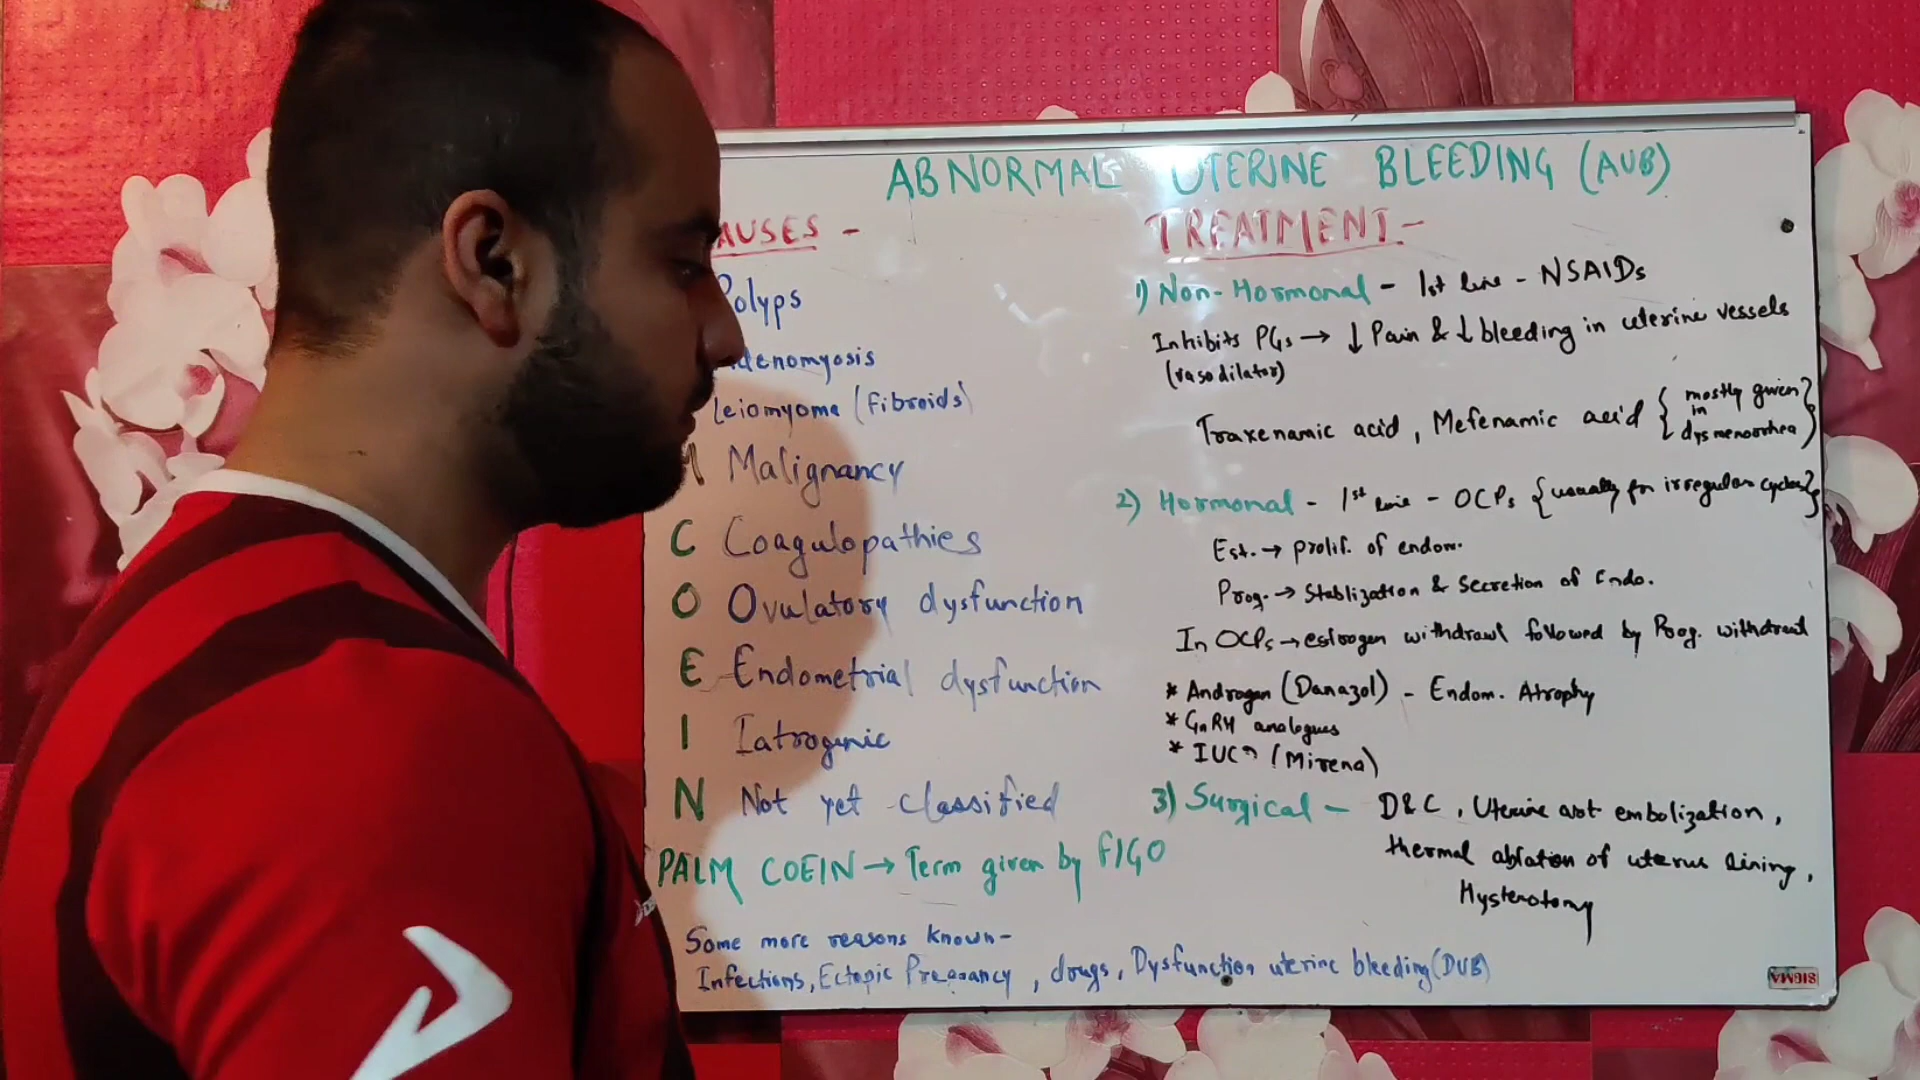 ABNORMAL UTERINE BLEEDING (AUB)
AUSES -
Polyps
denomyosis
Leiomyoma (Fibroids)
M Malignancy
C Coagulopathies
O Ovulatory dysfunction
E Endometrial dysfunction
I Iatrogenic
N Not yet classified
PALM COEIN → Term given by FIGO
Some more reasons known-
Infections, Ectopic Pregnancy, drugs, Dysfunction uterine bleeding (DUB)
TREATMENT -
1) Non-Hormonal - 1st line - NSAIDs
Inhibits PGs → ↓ Pain & ↓ bleeding in uterine vessels
(vasodilator)
Traxenamic acid, Mefenamic acid { mostly given in dysmenorrhea }
2) Hormonal - 1st line - OCPs { usually for irregular cycles }
Est. → prolif. of endom.
Prog. → Stablization & Secretion of Endo.
In OCPs → estrogen withdrawl followed by Prog. withdrawl
* Androgen (Danazol) - Endom. Atrophy
* GnRH analogues
* (Mirena)
3) Surgical - D&C, Uterine art embolization,
thermal ablation of uterus lining,
Hysterotomy
SIGMA